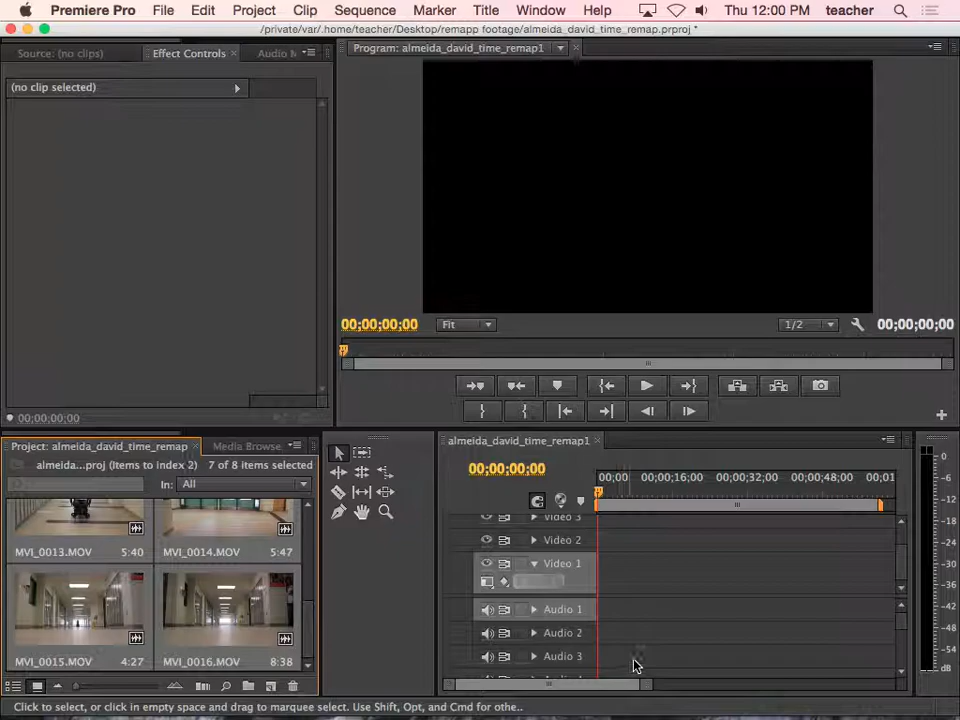 Premiere Pro File Edit Project Clip Sequence Marker Title Window Help Thu 12:00 PM teacher
/private/var/.home/teacher/Desktop/remapp footage/almeida_david_time_remap.prproj *
Source: (no clips) Effect Controls × Audio M
Program: almeida_david_time_remap1 ×
(no clip selected)
00;00;00;00 Fit 1/2 00;00;00;00
00;00;00;00
Project: almeida_david_time_remap × Media Browse
almeida...proj (Items to Index 2) 7 of 8 items selected
In: All
MVI_0013.MOV 5:40 MVI_0014.MOV 5:47
MVI_0015.MOV 4:27 MVI_0016.MOV 8:38
almeida_david_time_remap1 ×
00;00;00;00
00;00 00;00;16;00 00;00;32;00 00;00;48;00 00;01
Video 3
Video 2
Video 1
Audio 1
Audio 2
Audio 3
0
-6
-12
-18
-24
-30
-36
-42
-48
-54
dB
Click to select, or click in empty space and drag to marquee select. Use Shift, Opt, and Cmd for othe..